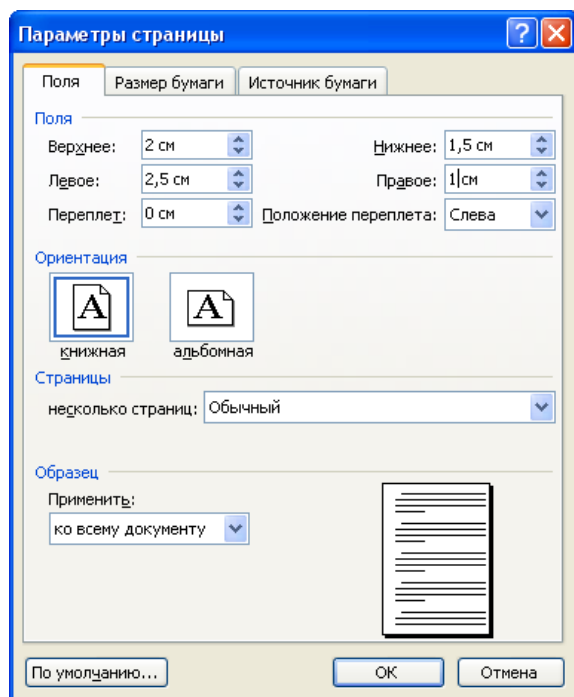 Параметры страницы
Поля Размер бумаги Источник бумаги
Поля
Верхнее: 2 см Нижнее: 1,5 см
Левое: 2,5 см Правое: 1 см
Переплет: 0 см Положение переплета: Слева
Ориентация
A A
книжная альбомная
Страницы
несколько страниц: Обычный
Образец
Применить:
ко всему документу
По умолчанию... ОК Отмена